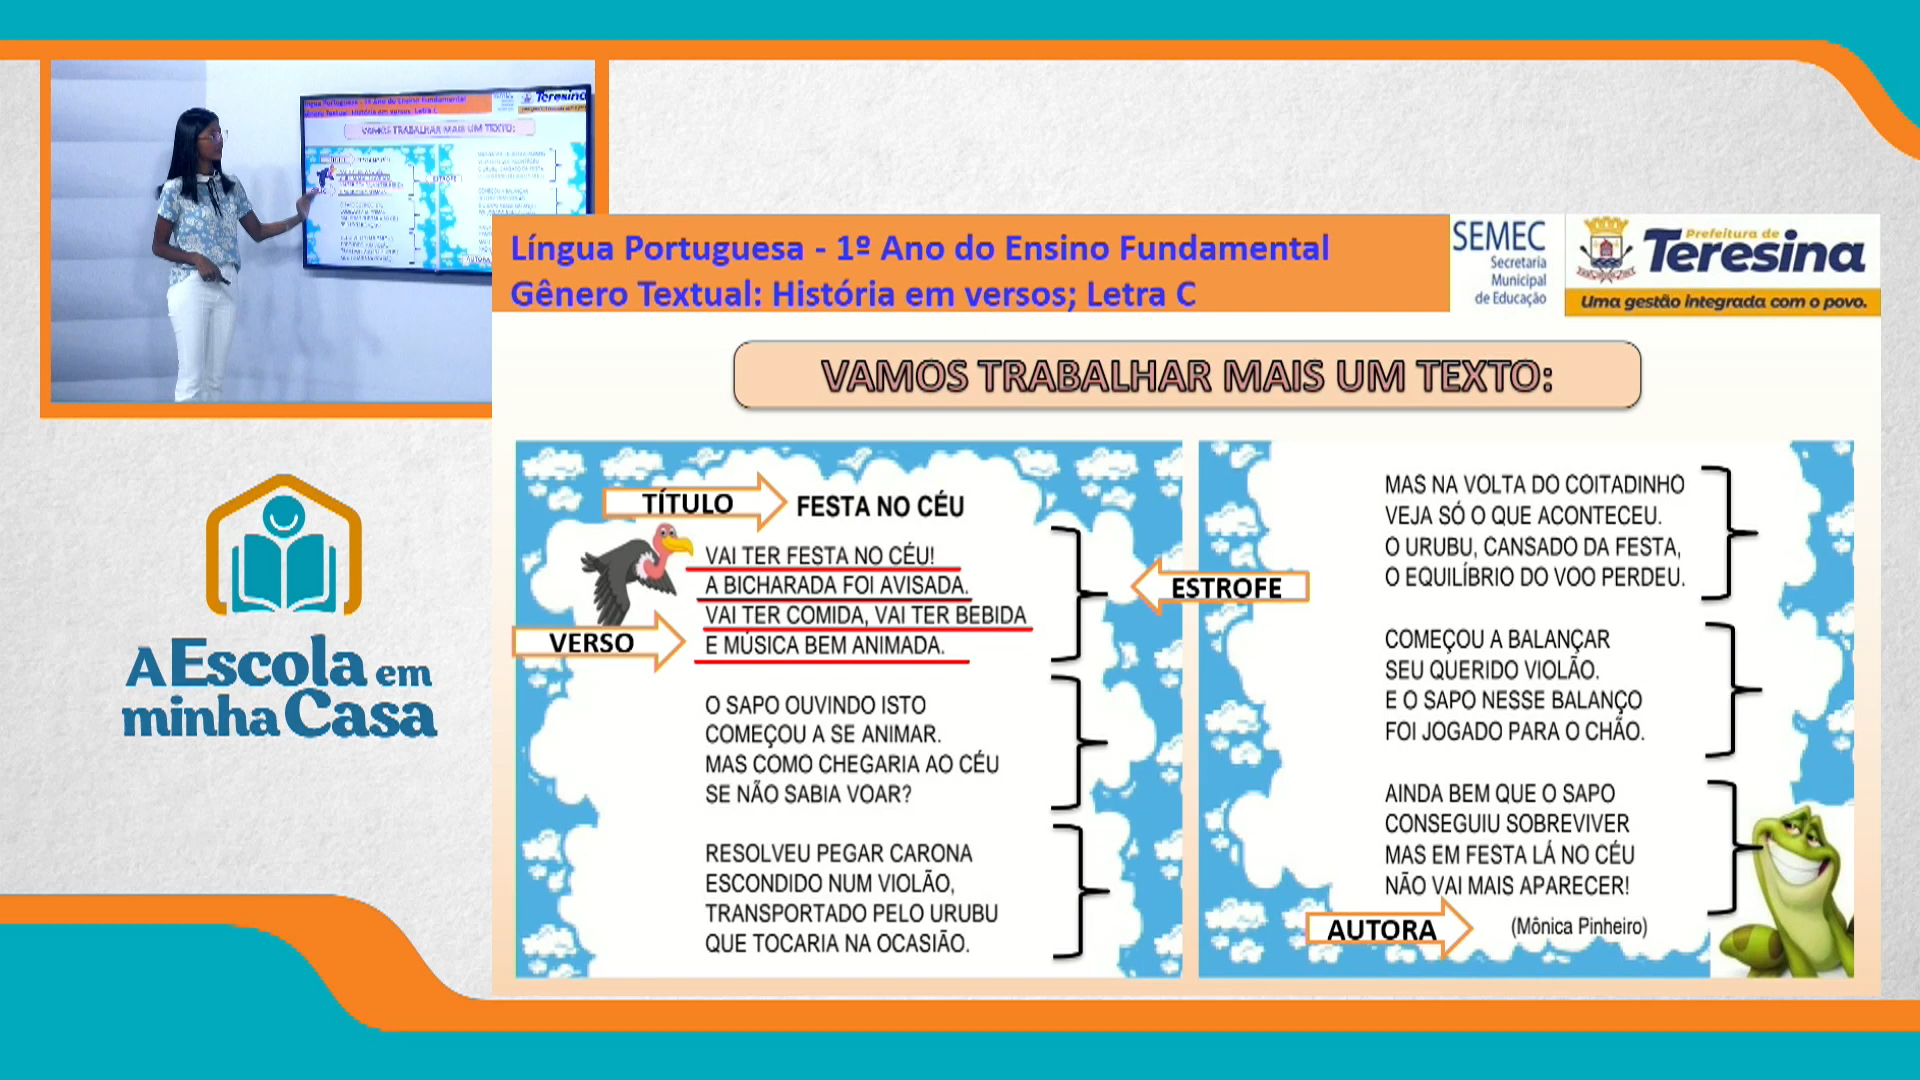 Língua Portuguesa - 1º Ano do Ensino Fundamental
Gênero Textual: História em versos; Letra C
SEMEC
Secretaria
Municipal
de Educação
Prefeitura de
Teresina
Uma gestão integrada com o povo.
VAMOS TRABALHAR MAIS UM TEXTO:
TÍTULO
FESTA NO CÉU
VAI TER FESTA NO CÉU!
A BICHARADA FOI AVISADA.
VAI TER COMIDA, VAI TER BEBIDA
E MÚSICA BEM ANIMADA.
VERSO
ESTROFE
O SAPO OUVINDO ISTO
COMEÇOU A SE ANIMAR.
MAS COMO CHEGARIA AO CÉU
SE NÃO SABIA VOAR?
RESOLVEU PEGAR CARONA
ESCONDIDO NUM VIOLÃO,
TRANSPORTADO PELO URUBU
QUE TOCARIA NA OCASIÃO.
MAS NA VOLTA DO COITADINHO
VEJA SÓ O QUE ACONTECEU.
O URUBU, CANSADO DA FESTA,
O EQUILÍBRIO DO VOO PERDEU.
COMEÇOU A BALANÇAR
SEU QUERIDO VIOLÃO.
E O SAPO NESSE BALANÇO
FOI JOGADO PARA O CHÃO.
AINDA BEM QUE O SAPO
CONSEGUIU SOBREVIVER
MAS EM FESTA LÁ NO CÉU
NÃO VAI MAIS APARECER!
AUTORA
(Mônica Pinheiro)
A Escola em
minha Casa
VAMOS TRABALHAR MAIS UM TEXTO: